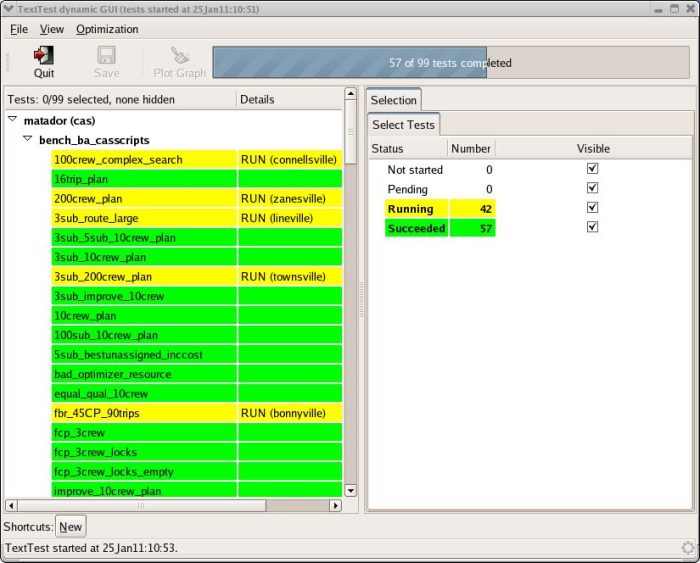 TextTest dynamic GUI (tests started at 25Jan11:10:51)
File View Optimization
Quit Save Plot Graph 57 of 99 tests completed
Tests: 0/99 selected, none hidden Details
matador (cas)
bench_ba_casscripts
100crew_complex_search RUN (connellsville)
16trip_plan
200crew_plan RUN (zanesville)
3sub_route_large RUN (lineville)
3sub_5sub_10crew_plan
3sub_10crew_plan
3sub_200crew_plan RUN (townsville)
3sub_improve_10crew
10crew_plan
100sub_10crew_plan
5sub_bestunassigned_inccost
bad_optimizer_resource
equal_qual_10crew
fbr_45CP_90trips RUN (bonnyville)
fcp_3crew
fcp_3crew_locks
fcp_3crew_locks_empty
improve_10crew_plan
Selection
Select Tests
Status Number Visible
Not started 0
Pending 0
Running 42
Succeeded 57
Shortcuts: New
TextTest started at 25Jan11:10:53.